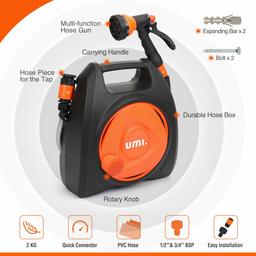 Multi-function
Hose Gun
Expanding Bar x 2
Carrying Handle
Bolt x 2
Hose Piece
for the Tap
Durable Hose Box
umi.
Rotary Knob
2 KG
Quick Connector
PVC Hose
1/2"& 3/4" BSP
Easy Installation